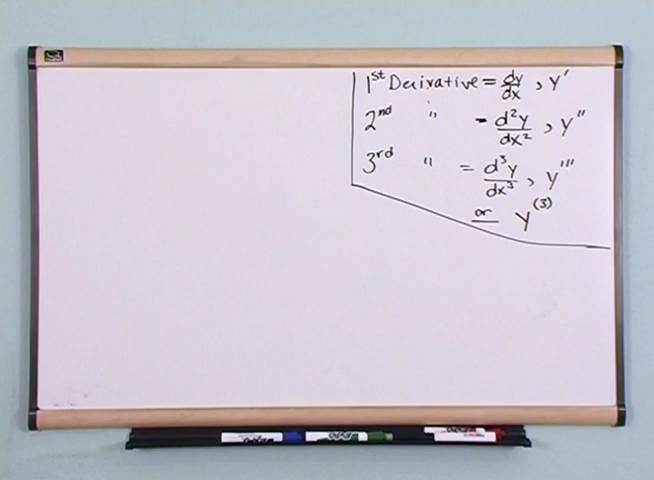 1st Derivative = dy/dx , y'
2nd " = d²y/dx² , y''
3rd " = d³y/dx³ , y'''
or y(3)